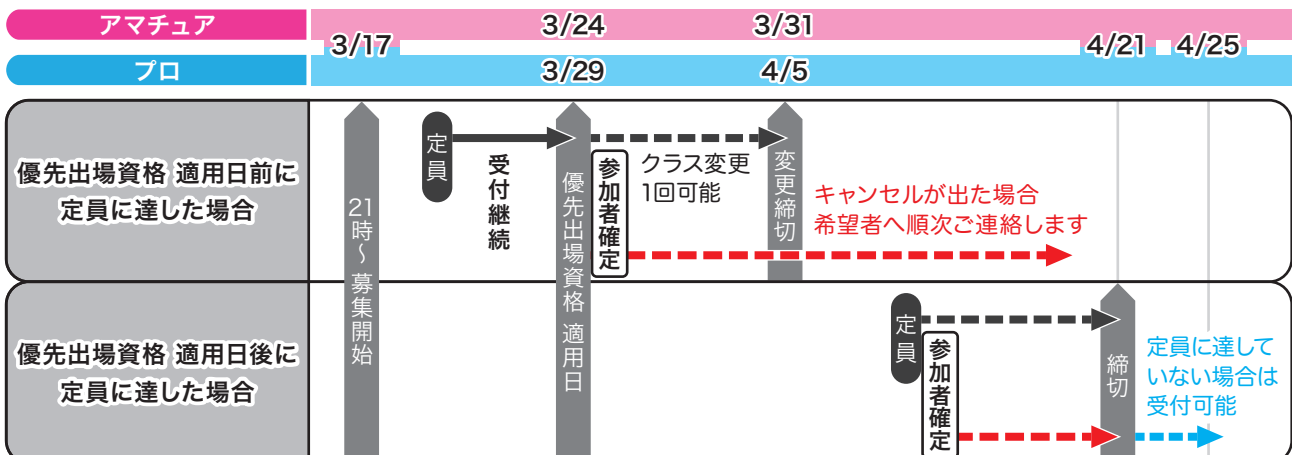 アマチュア
プロ
3/17
3/24
3/29
3/31
4/5
4/21
4/25
優先出場資格 適用日前に
定員に達した場合
21時～募集開始
定員
受付継続
優先出場資格 適用日
参加者確定
クラス変更
1回可能
変更締切
キャンセルが出た場合
希望者へ順次ご連絡します
優先出場資格 適用日後に
定員に達した場合
定員
参加者確定
締切
定員に達して
いない場合は
受付可能